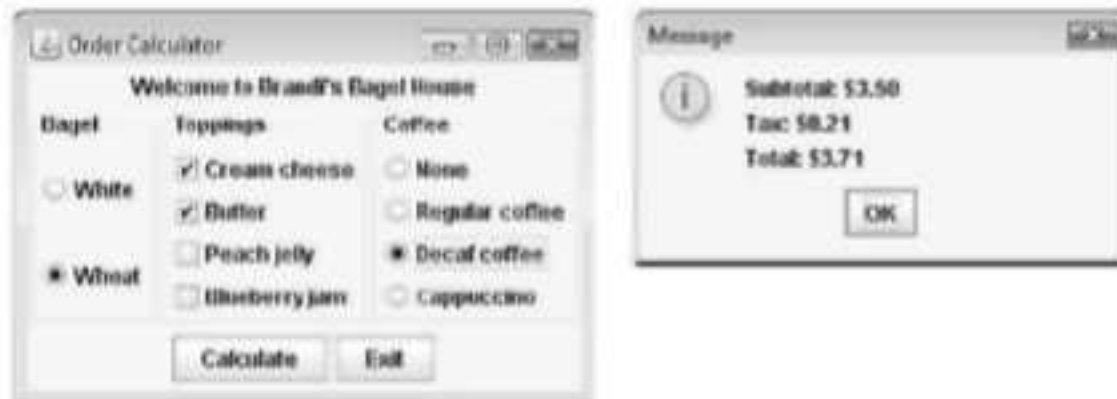 Order Calculator
Welcome to Brandi's Bagel House
Bagel
White
Wheat
Toppings
Cream cheese
Butter
Peach jelly
Blueberry jam
Coffee
None
Regular coffee
Decaf coffee
Cappuccino
Calculate Exit
Message
Subtotal: $3.50
Tax: $0.21
Total: $3.71
OK